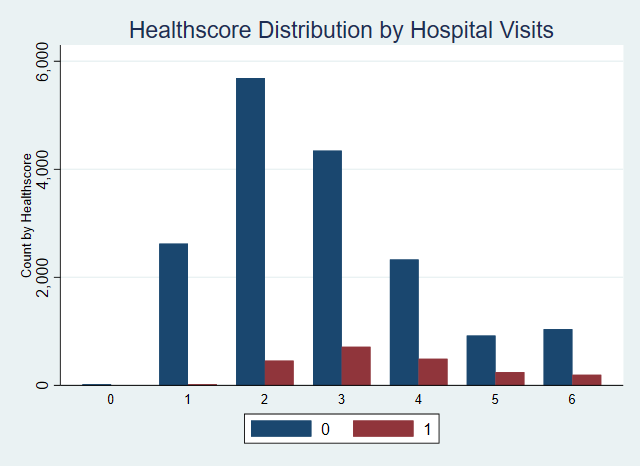 Healthscore Distribution by Hospital Visits
Count by Healthscore
6,000
4,000
2,000
0
0 1 2 3 4 5 6
0 1